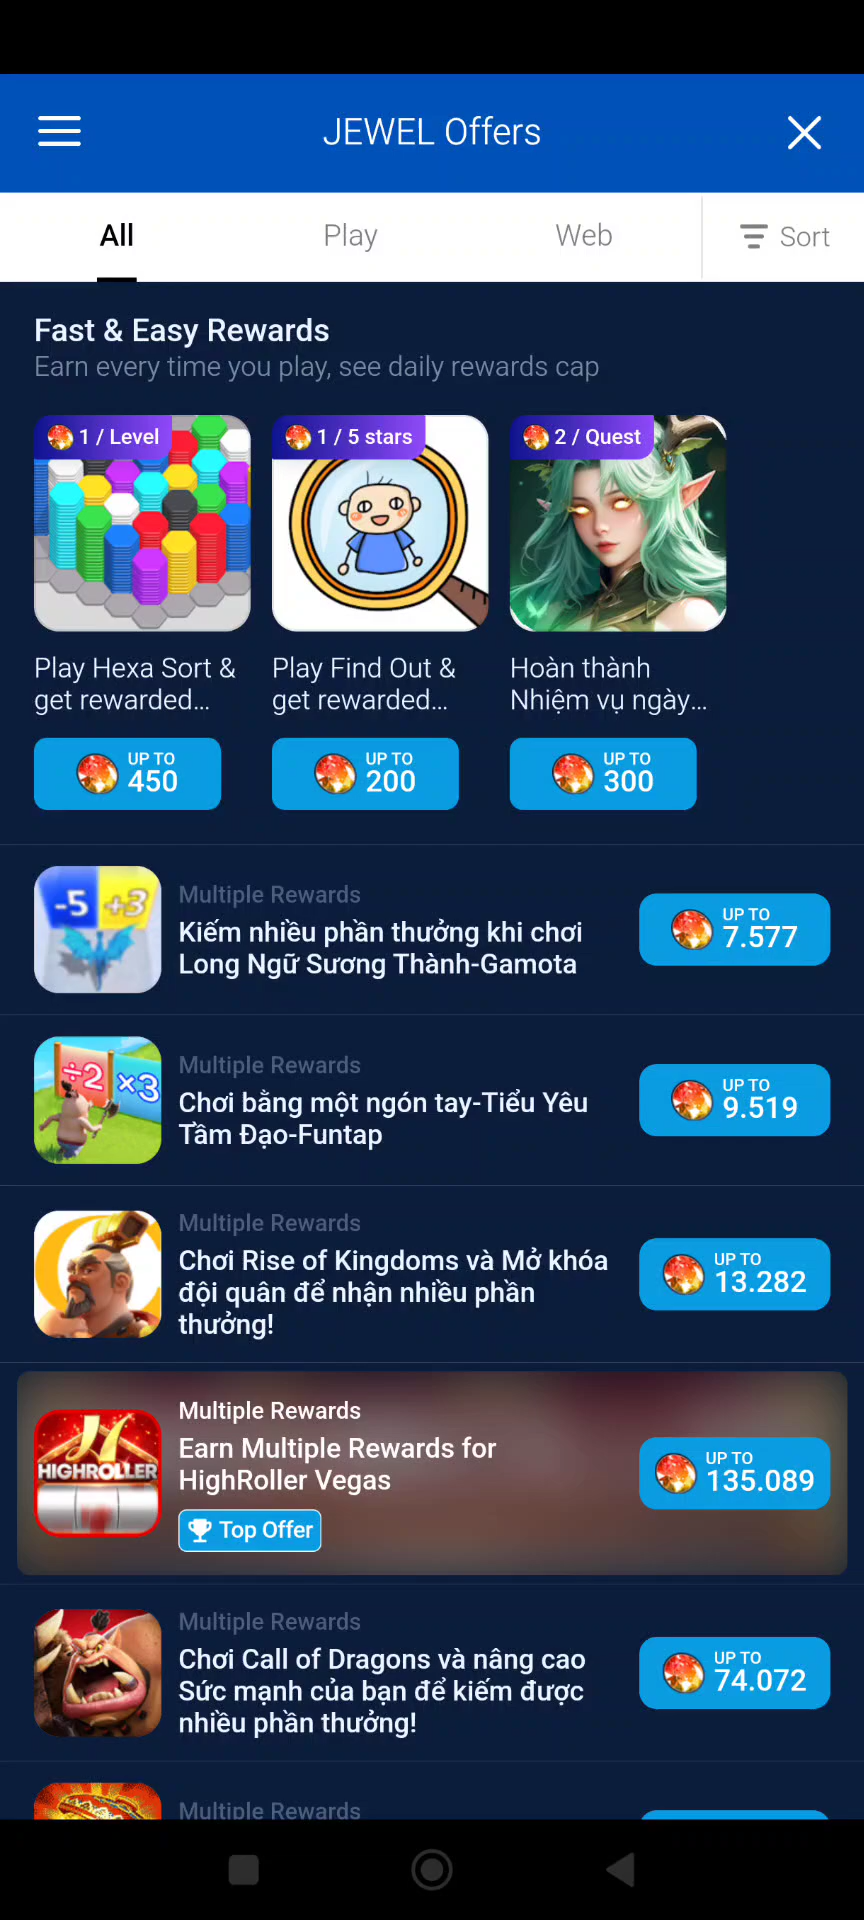 JEWEL Offers
All
Play
Web
Sort
Fast & Easy Rewards
Earn every time you play, see daily rewards cap
1 / Level
1 / 5 stars
2 / Quest
Play Hexa Sort &
get rewarded...
Play Find Out &
get rewarded...
Hoàn thành
Nhiệm vụ ngày...
UP TO
450
UP TO
200
UP TO
300
-5 +3
Multiple Rewards
Kiếm nhiều phần thưởng khi chơi
Long Ngữ Sương Thành-Gamota
UP TO
7.577
÷2 ×3
Multiple Rewards
Chơi bằng một ngón tay-Tiểu Yêu
Tầm Đạo-Funtap
UP TO
9.519
Multiple Rewards
Chơi Rise of Kingdoms và Mở khóa
đội quân để nhận nhiều phần
thưởng!
UP TO
13.282
HIGHROLLER
Multiple Rewards
Earn Multiple Rewards for
HighRoller Vegas
Top Offer
UP TO
135.089
Multiple Rewards
Chơi Call of Dragons và nâng cao
Sức mạnh của bạn để kiếm được
nhiều phần thưởng!
UP TO
74.072
Multiple Rewards